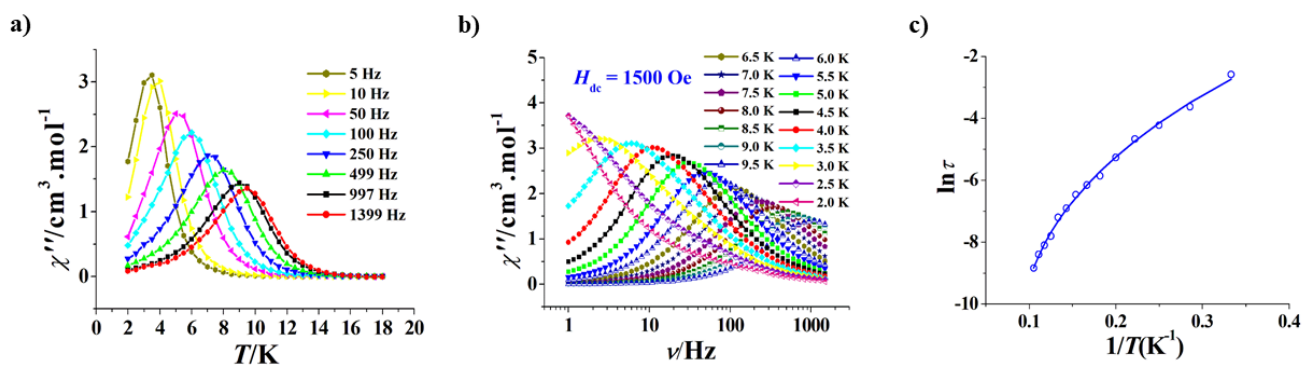 a)
χ''/cm³.mol⁻¹
3
2
1
0
0 2 4 6 8 10 12 14 16 18 20
T/K
5 Hz
10 Hz
50 Hz
100 Hz
250 Hz
499 Hz
997 Hz
1399 Hz
b)
χ''/cm³.mol⁻¹
5
4
3
2
1
0
1 10 100 1000
ν/Hz
H_dc = 1500 Oe
6.5 K 6.0 K
7.0 K 5.5 K
7.5 K 5.0 K
8.0 K 4.5 K
8.5 K 4.0 K
9.0 K 3.5 K
9.5 K 3.0 K
2.5 K
2.0 K
c)
ln τ
-2
-4
-6
-8
-10
0.1 0.2 0.3 0.4
1/T(K⁻¹)